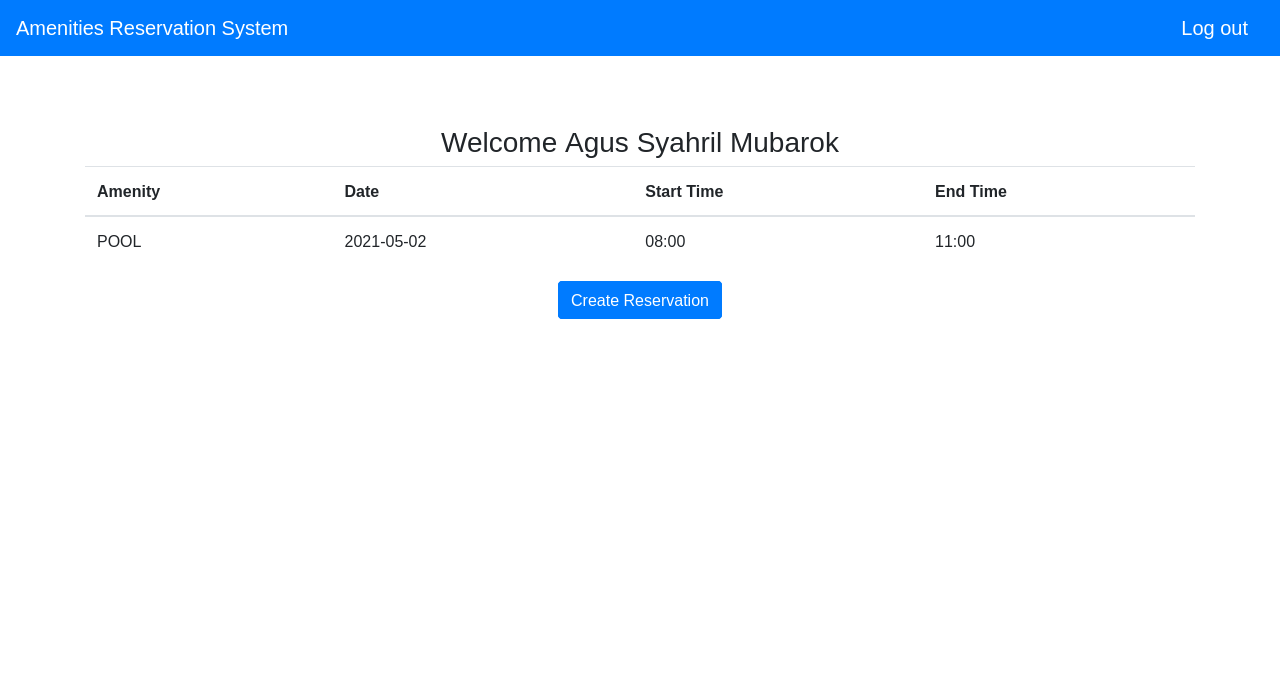 Amenities Reservation System Log out
Welcome Agus Syahril Mubarok
Amenity Date Start Time End Time
POOL 2021-05-02 08:00 11:00
Create Reservation